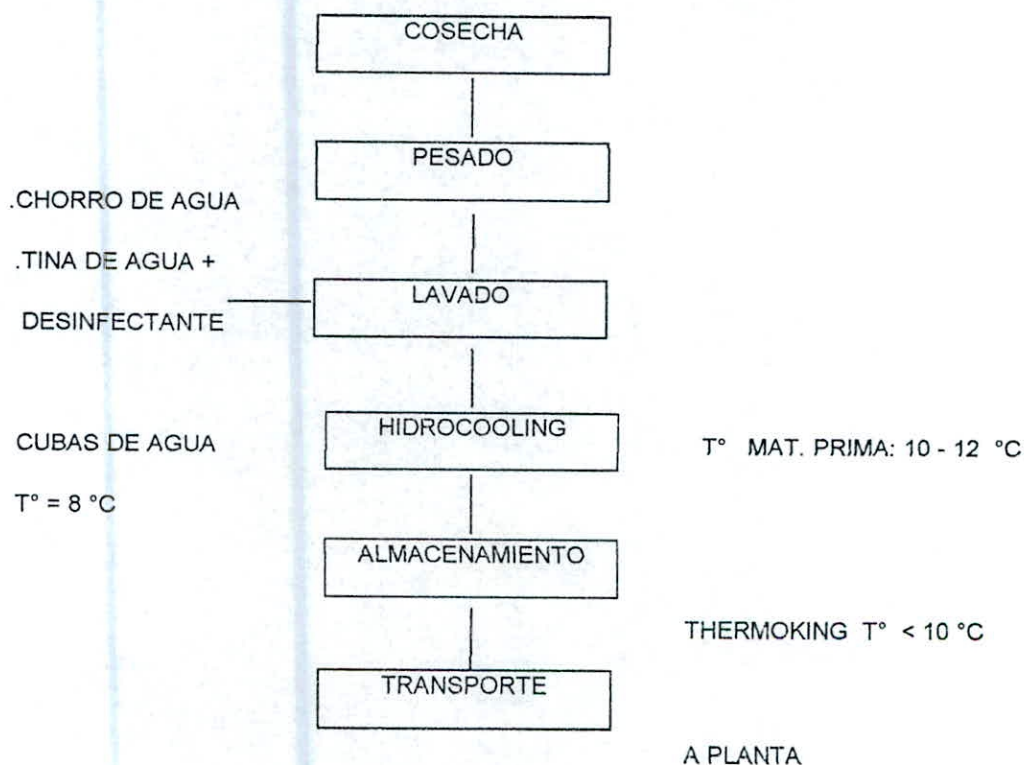 COSECHA
PESADO
.CHORRO DE AGUA
.TINA DE AGUA +
DESINFECTANTE
LAVADO
HIDROCOOLING
CUBAS DE AGUA
T° = 8 °C
T° MAT. PRIMA: 10 - 12 °C
ALMACENAMIENTO
THERMOKING T° < 10 °C
TRANSPORTE
A PLANTA